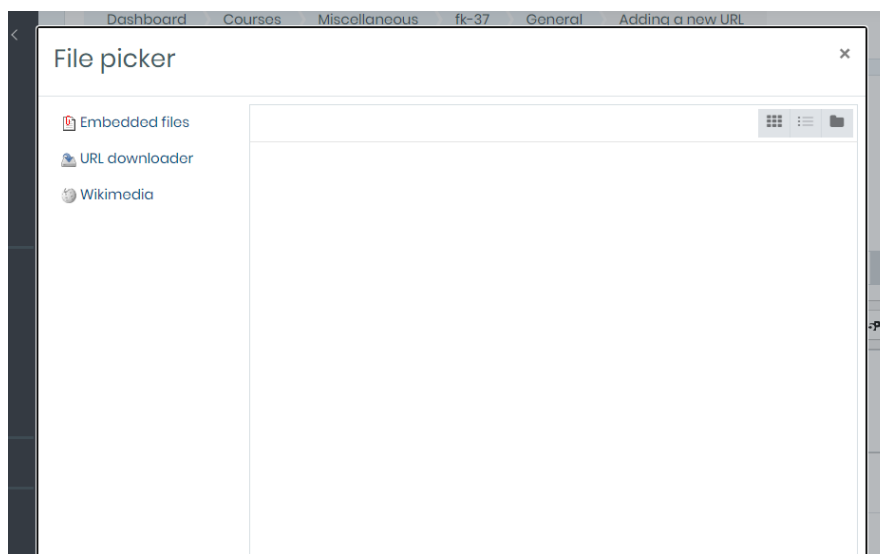 Dashboard Courses Miscellaneous fk-37 General Adding a new URL
File picker
Embedded files
URL downloader
Wikimedia